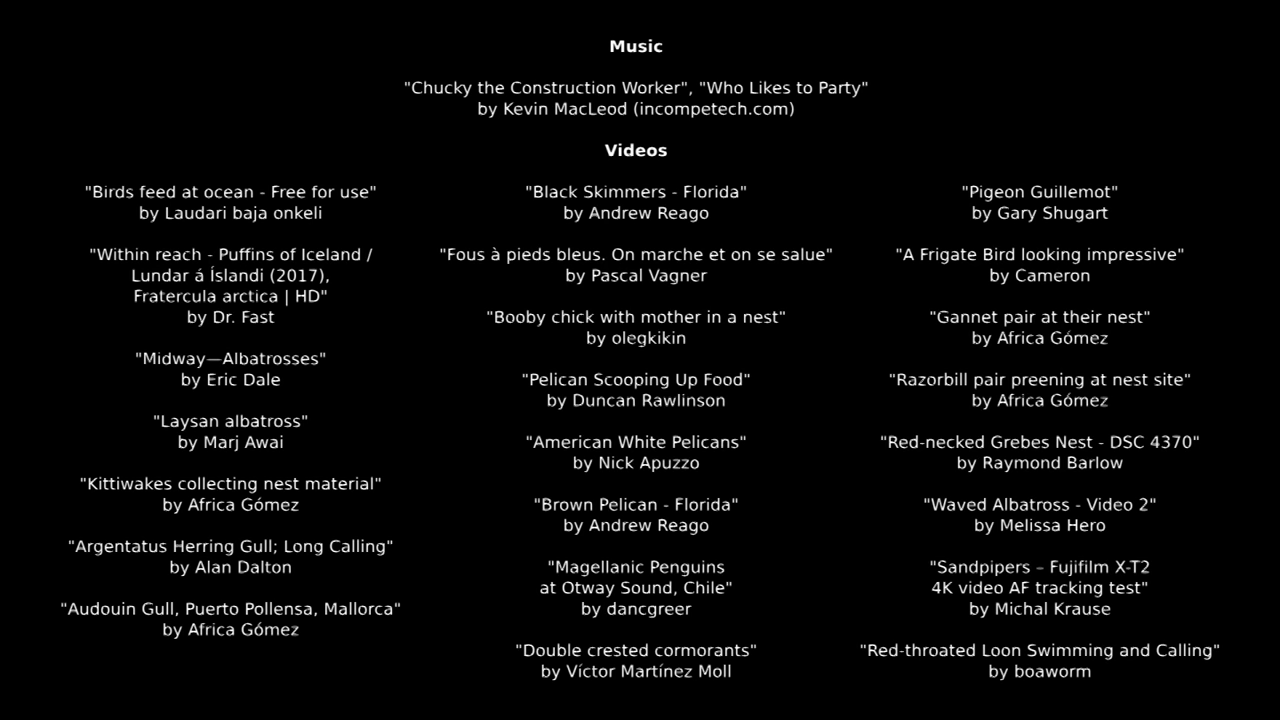 Music
"Chucky the Construction Worker", "Who Likes to Party"
by Kevin MacLeod (incompetech.com)
Videos
"Birds feed at ocean - Free for use"
by Laudari baja onkeli
"Within reach - Puffins of Iceland /
Lundar á Íslandi (2017),
Fratercula arctica | HD"
by Dr. Fast
"Midway—Albatrosses"
by Eric Dale
"Laysan albatross"
by Marj Awai
"Kittiwakes collecting nest material"
by Africa Gómez
"Argentatus Herring Gull; Long Calling"
by Alan Dalton
"Audouin Gull, Puerto Pollensa, Mallorca"
by Africa Gómez
"Black Skimmers - Florida"
by Andrew Reago
"Fous à pieds bleus. On marche et on se salue"
by Pascal Vagner
"Booby chick with mother in a nest"
by olegkikin
"Pelican Scooping Up Food"
by Duncan Rawlinson
"American White Pelicans"
by Nick Apuzzo
"Brown Pelican - Florida"
by Andrew Reago
"Magellanic Penguins
at Otway Sound, Chile"
by dancgreer
"Double crested cormorants"
by Víctor Martínez Moll
"Pigeon Guillemot"
by Gary Shugart
"A Frigate Bird looking impressive"
by Cameron
"Gannet pair at their nest"
by Africa Gómez
"Razorbill pair preening at nest site"
by Africa Gómez
"Red-necked Grebes Nest - DSC 4370"
by Raymond Barlow
"Waved Albatross - Video 2"
by Melissa Hero
"Sandpipers – Fujifilm X-T2
4K video AF tracking test"
by Michal Krause
"Red-throated Loon Swimming and Calling"
by boaworm